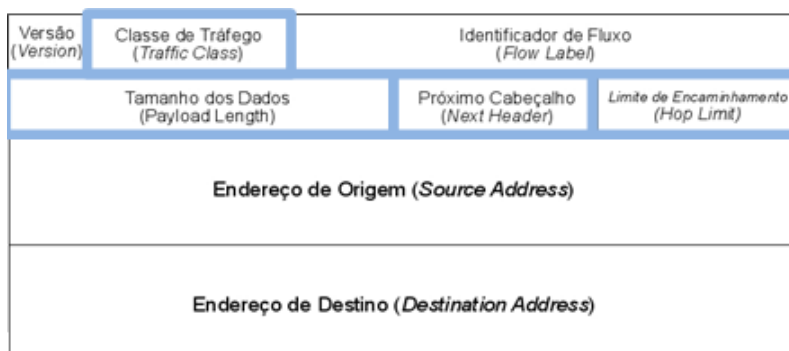 Versão
(Version)
Classe de Tráfego
(Traffic Class)
Identificador de Fluxo
(Flow Label)
Tamanho dos Dados
(Payload Length)
Próximo Cabeçalho
(Next Header)
Limite de Encaminhamento
(Hop Limit)
Endereço de Origem (Source Address)
Endereço de Destino (Destination Address)